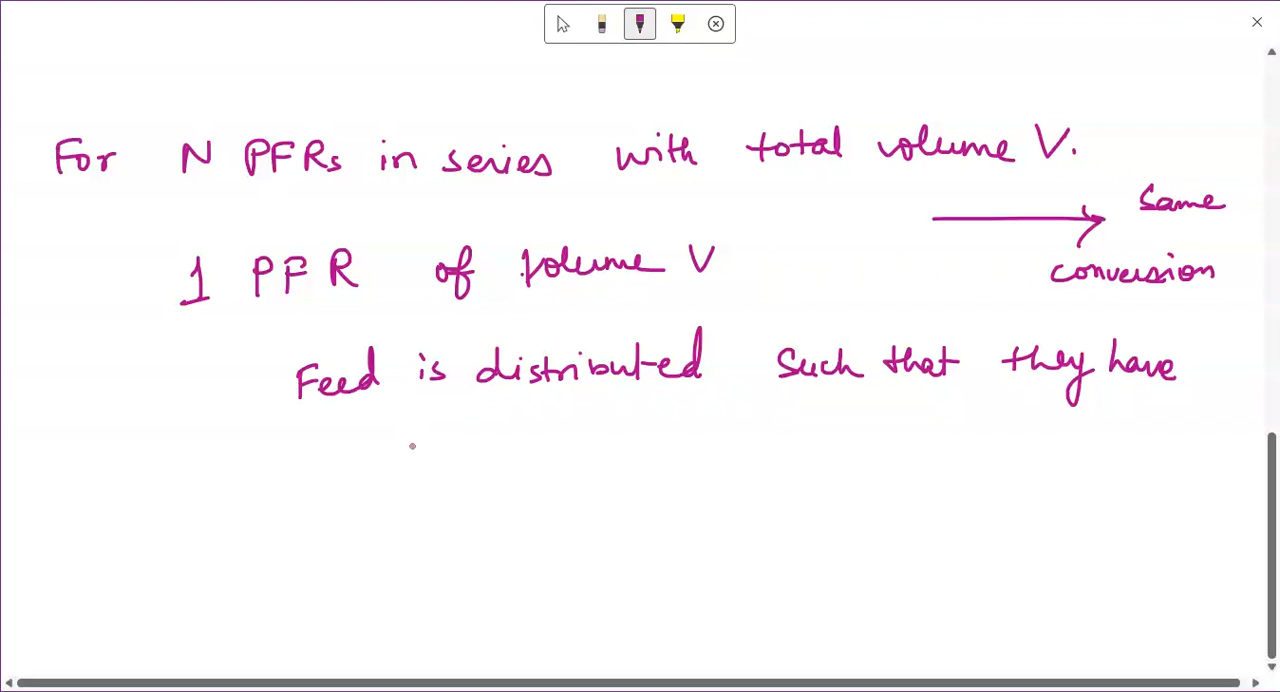 For N PFRs in series with total volume V.
same
1 PFR of volume V
conversion
Feed is distributed such that they have